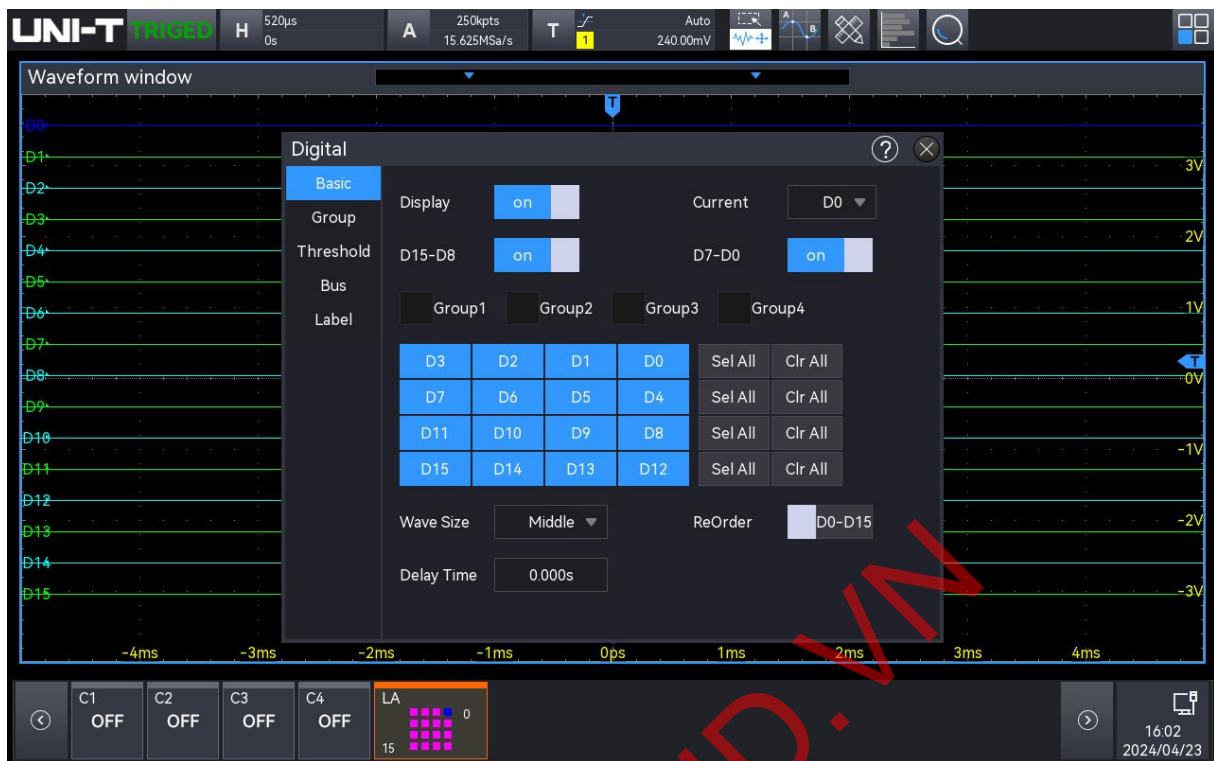 UNI-T TRIGED H 520µs 0s A 250kpts 15.625MSa/s T 1 Auto 240.00mV A B
Waveform window
T
D0
D1
D2
D3
D4
D5
D6
D7
D8
D9
D10
D11
D12
D13
D14
D15
Digital ?
Basic
Group
Threshold
Bus
Label
Display on Current D0
D15-D8 on D7-D0 on
Group1 Group2 Group3 Group4
D3 D2 D1 D0 Sel All Clr All
D7 D6 D5 D4 Sel All Clr All
D11 D10 D9 D8 Sel All Clr All
D15 D14 D13 D12 Sel All Clr All
Wave Size Middle ReOrder D0-D15
Delay Time 0.000s
3V
2V
1V
T
0V
-1V
-2V
-3V
-4ms -3ms -2ms -1ms 0ps 1ms 2ms 3ms 4ms
C1 OFF C2 OFF C3 OFF C4 OFF LA 0 15
16:02
2024/04/23
D.VN